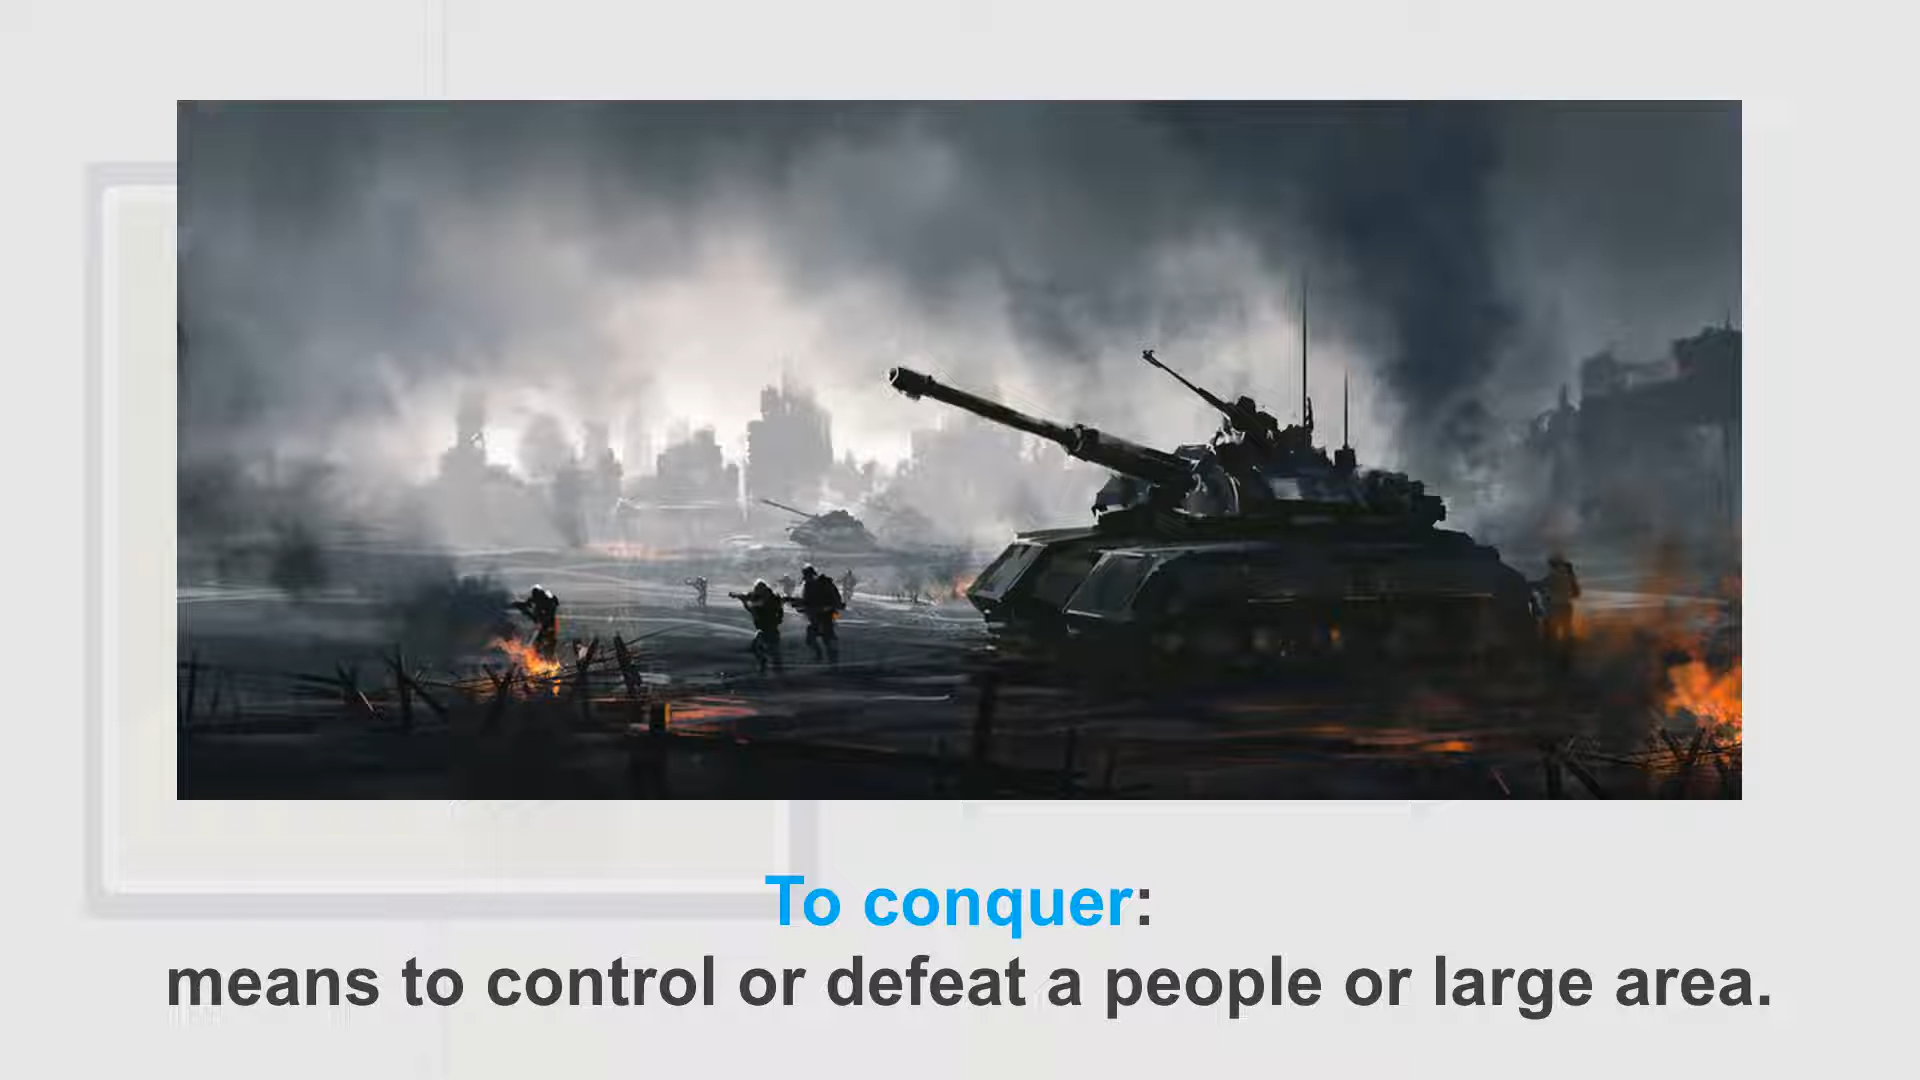 To conquer:
means to control or defeat a people or large area.